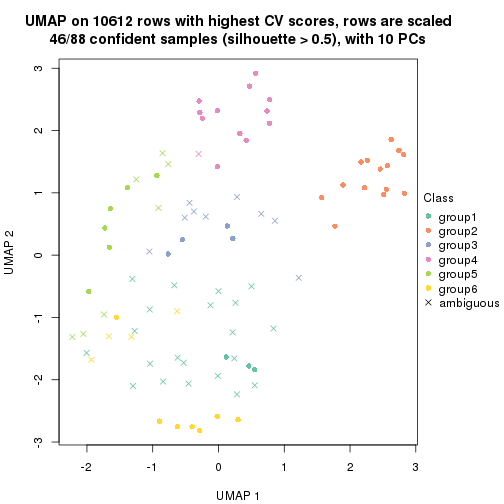 UMAP on 10612 rows with highest CV scores, rows are scaled
46/88 confident samples (silhouette > 0.5), with 10 PCs
3
2
1
0
-1
-2
-3
UMAP 2
-2
-1
0
1
2
3
UMAP 1
Class
group1
group2
group3
group4
group5
group6
ambiguous